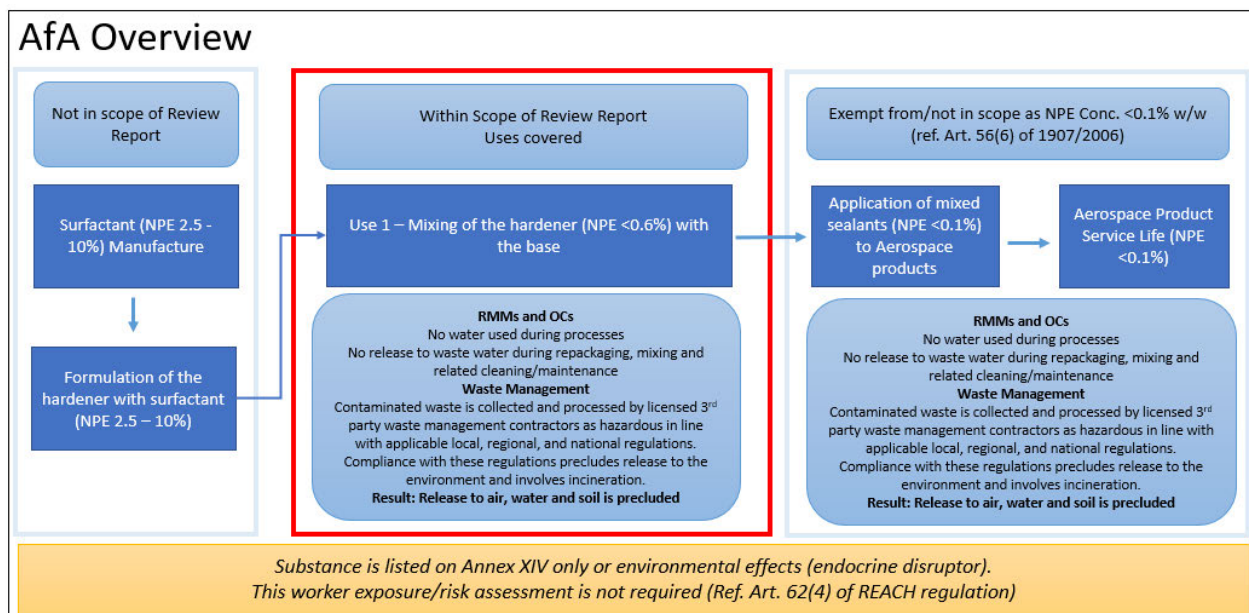 AfA Overview
Not in scope of Review
Report
Surfactant (NPE 2.5 -
10%) Manufacture
Formulation of the
hardener with surfactant
(NPE 2.5 – 10%)
Within Scope of Review Report
Uses covered
Use 1 – Mixing of the hardener (NPE <0.6%) with
the base
RMMs and OCs
No water used during processes
No release to waste water during repackaging, mixing and
related cleaning/maintenance
Waste Management
Contaminated waste is collected and processed by licensed 3rd
party waste management contractors as hazardous in line
with applicable local, regional, and national regulations.
Compliance with these regulations precludes release to the
environment and involves incineration.
Result: Release to air, water and soil is precluded
Exempt from/not in scope as NPE Conc. <0.1% w/w
(ref. Art. 56(6) of 1907/2006)
Application of mixed
sealants (NPE <0.1%)
to Aerospace
products
Aerospace Product
Service Life (NPE
<0.1%)
RMMs and OCs
No water used during processes
No release to waste water during repackaging, mixing and
related cleaning/maintenance
Waste Management
Contaminated waste is collected and processed by licensed 3rd
party waste management contractors as hazardous in line with
applicable local, regional, and national regulations.
Compliance with these regulations precludes release to the
environment and involves incineration.
Result: Release to air, water and soil is precluded
Substance is listed on Annex XIV only or environmental effects (endocrine disruptor).
This worker exposure/risk assessment is not required (Ref. Art. 62(4) of REACH regulation)